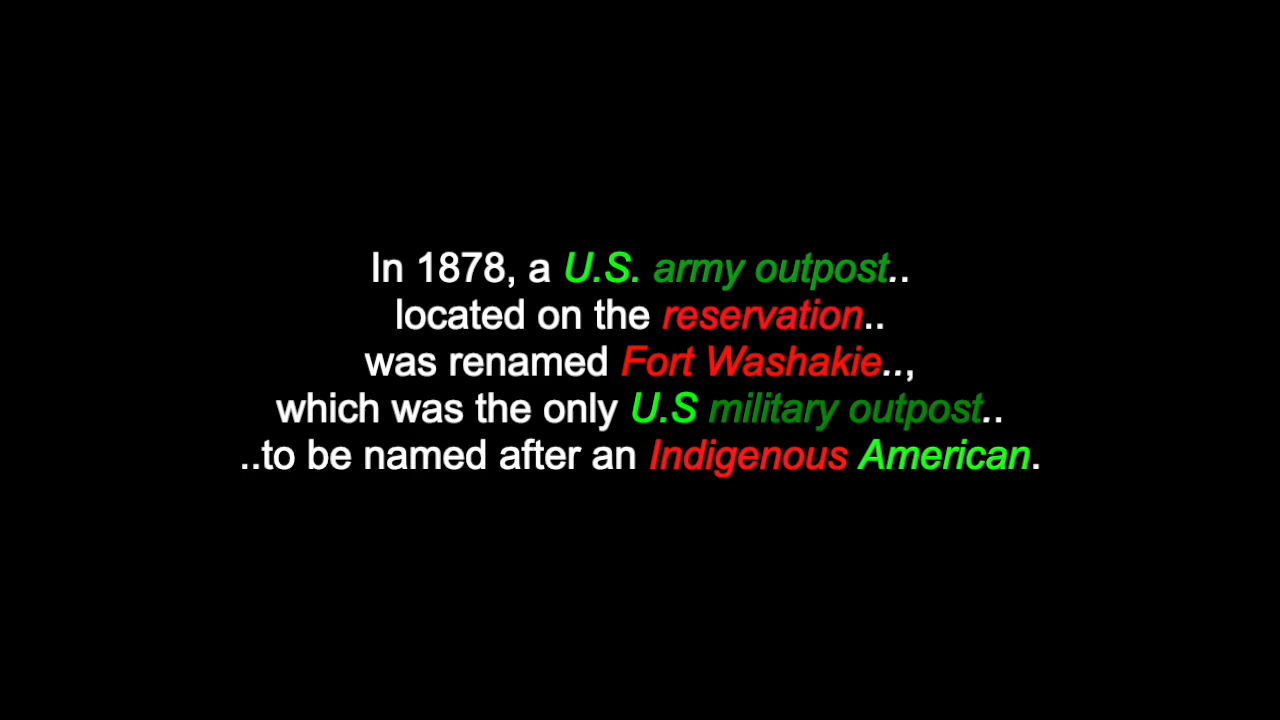 In 1878, a U.S. army outpost..
located on the reservation..
was renamed Fort Washakie..,
which was the only U.S military outpost..
..to be named after an Indigenous American.